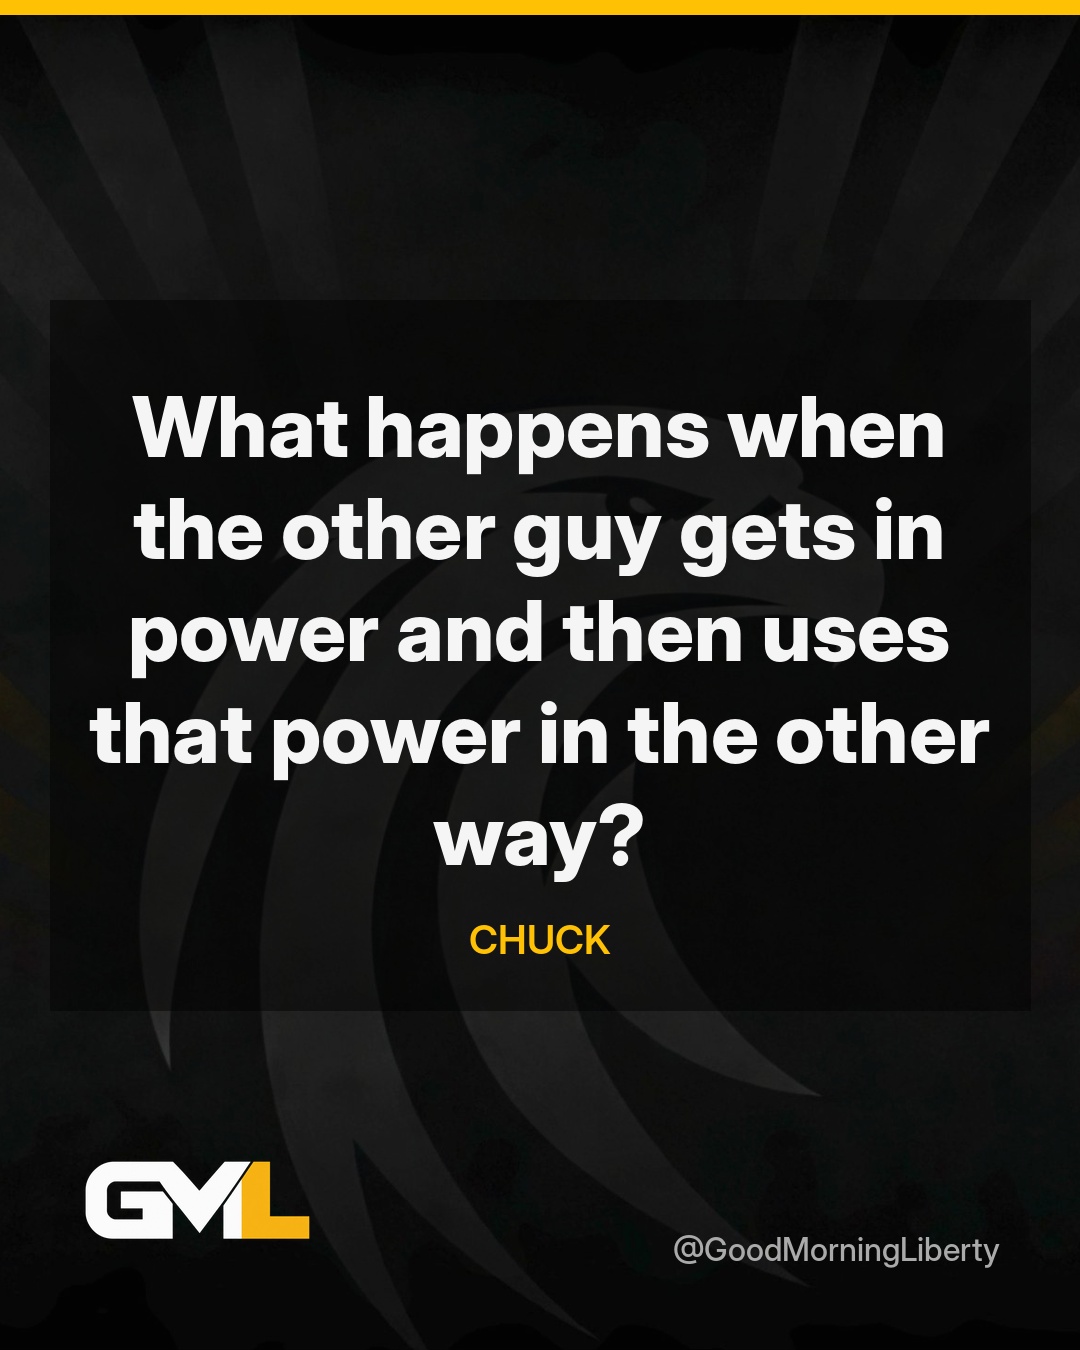 What happens when
the other guy gets in
power and then uses
that power in the other
way?
CHUCK
GML
@GoodMorningLiberty